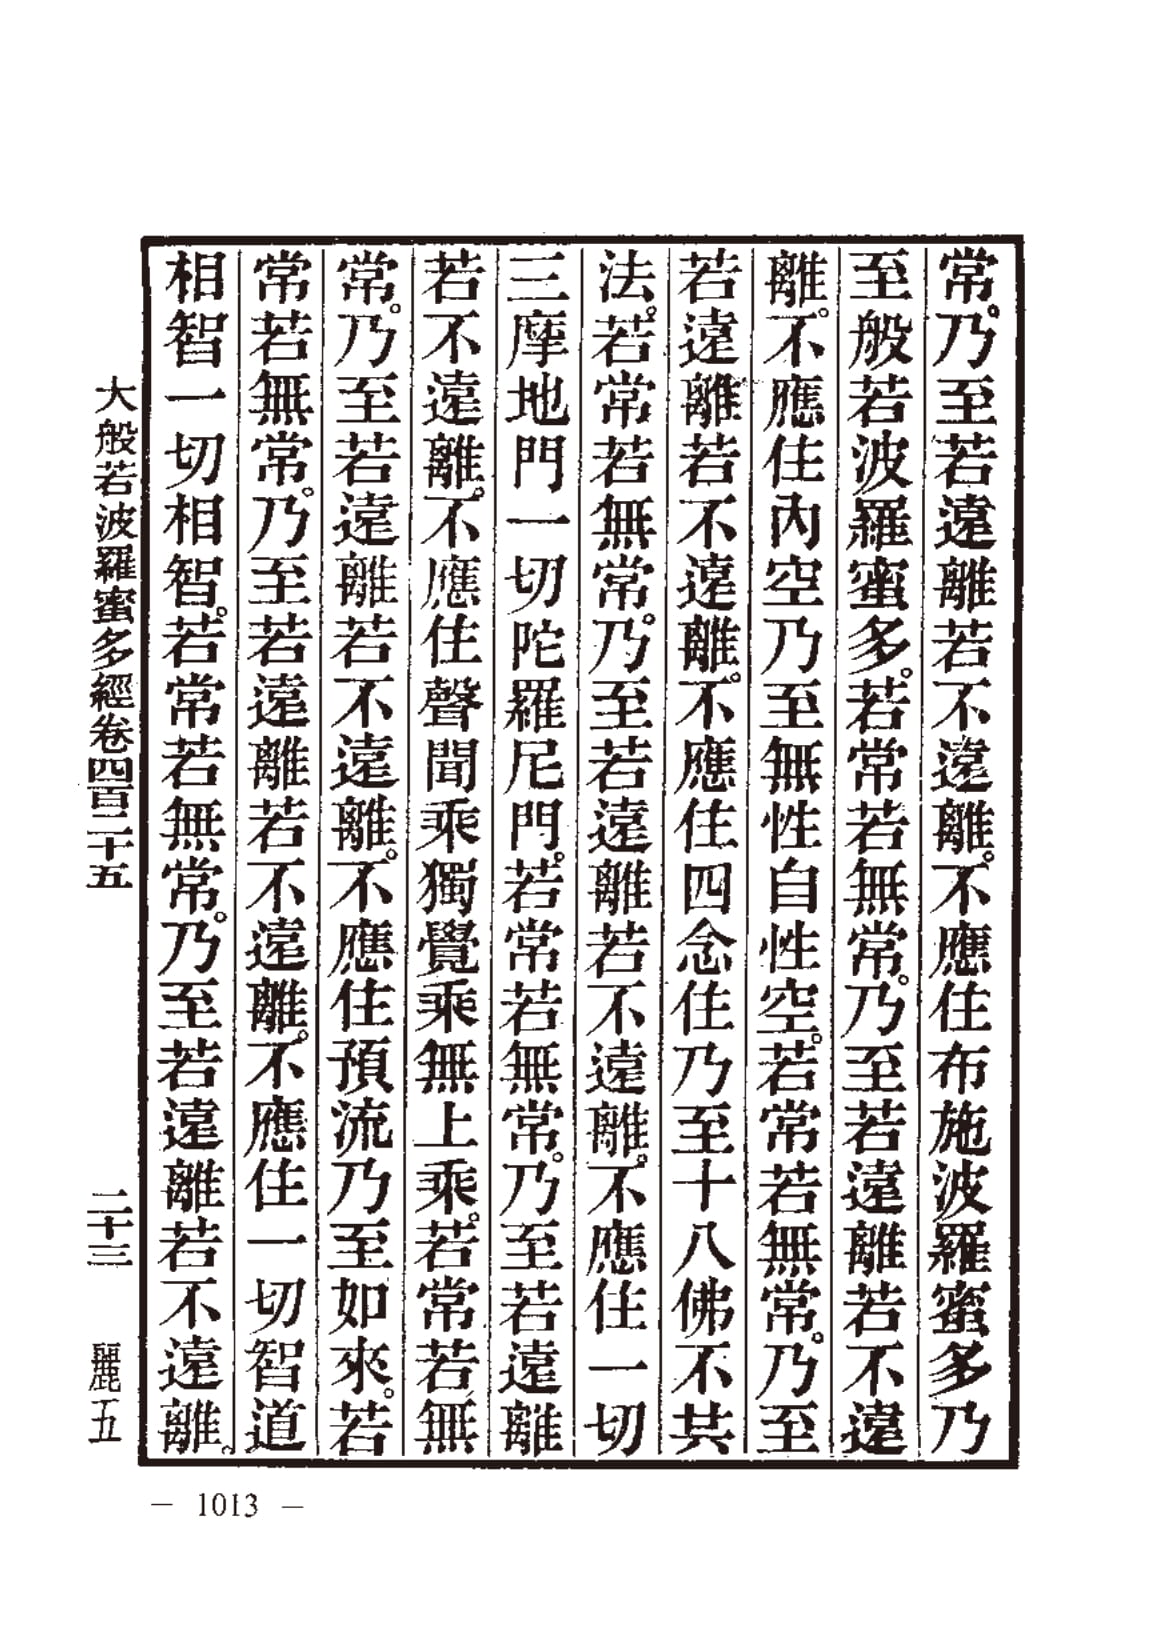 常。乃至若遠離若不遠離。不應住布施波羅蜜多乃
至般若波羅蜜多。若常若無常。乃至若遠離若不遠
離。不應住內空乃至無性自性空。若常若無常。乃至
若遠離若不遠離。不應住四念住乃至十八佛不共
法。若常若無常。乃至若遠離若不遠離。不應住一切
三摩地門一切陀羅尼門。若常若無常。乃至若遠離
若不遠離。不應住聲聞乘獨覺乘無上乘。若常若無
常。乃至若遠離若不遠離。不應住預流乃至如來。若
常若無常。乃至若遠離若不遠離。不應住一切智道
相智一切相智。若常若無常。乃至若遠離若不遠離。
大般若波羅蜜多經卷四百二十五 二十三 麗五
— 1013 —